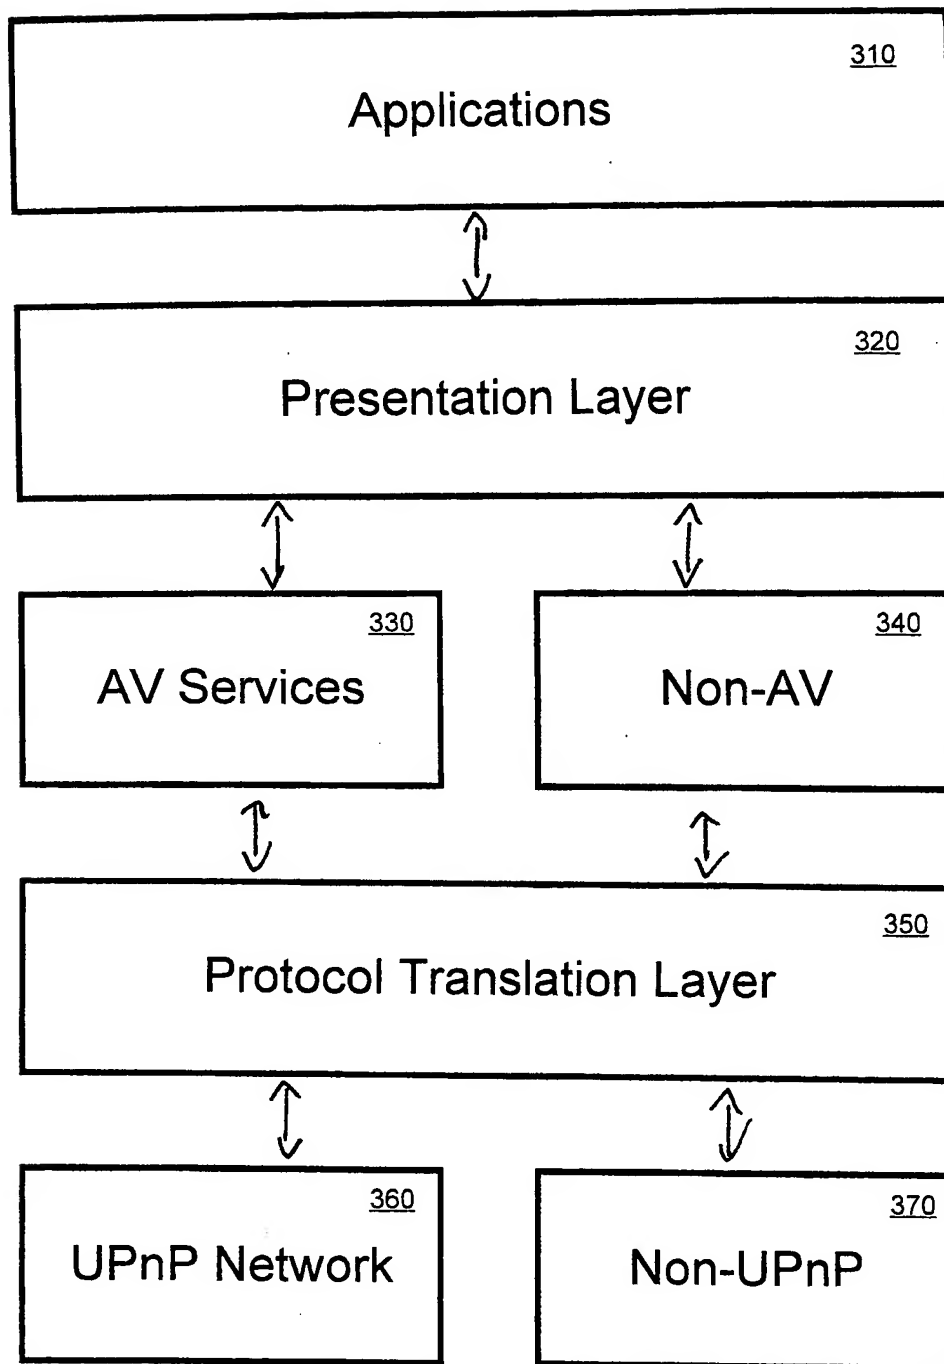 310
Applications
320
Presentation Layer
330
AV Services
340
Non-AV
350
Protocol Translation Layer
360
UPnP Network
370
Non-UPnP